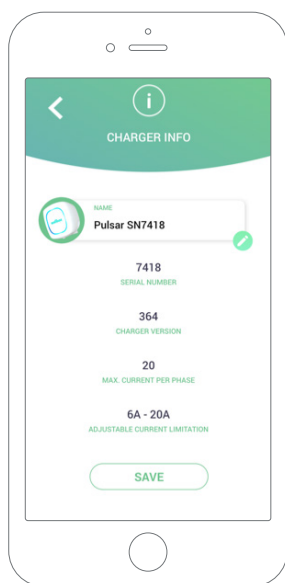 i
CHARGER INFO
NAME
Pulsar SN7418
7418
SERIAL NUMBER
364
CHARGER VERSION
20
MAX. CURRENT PER PHASE
6A - 20A
ADJUSTABLE CURRENT LIMITATION
SAVE